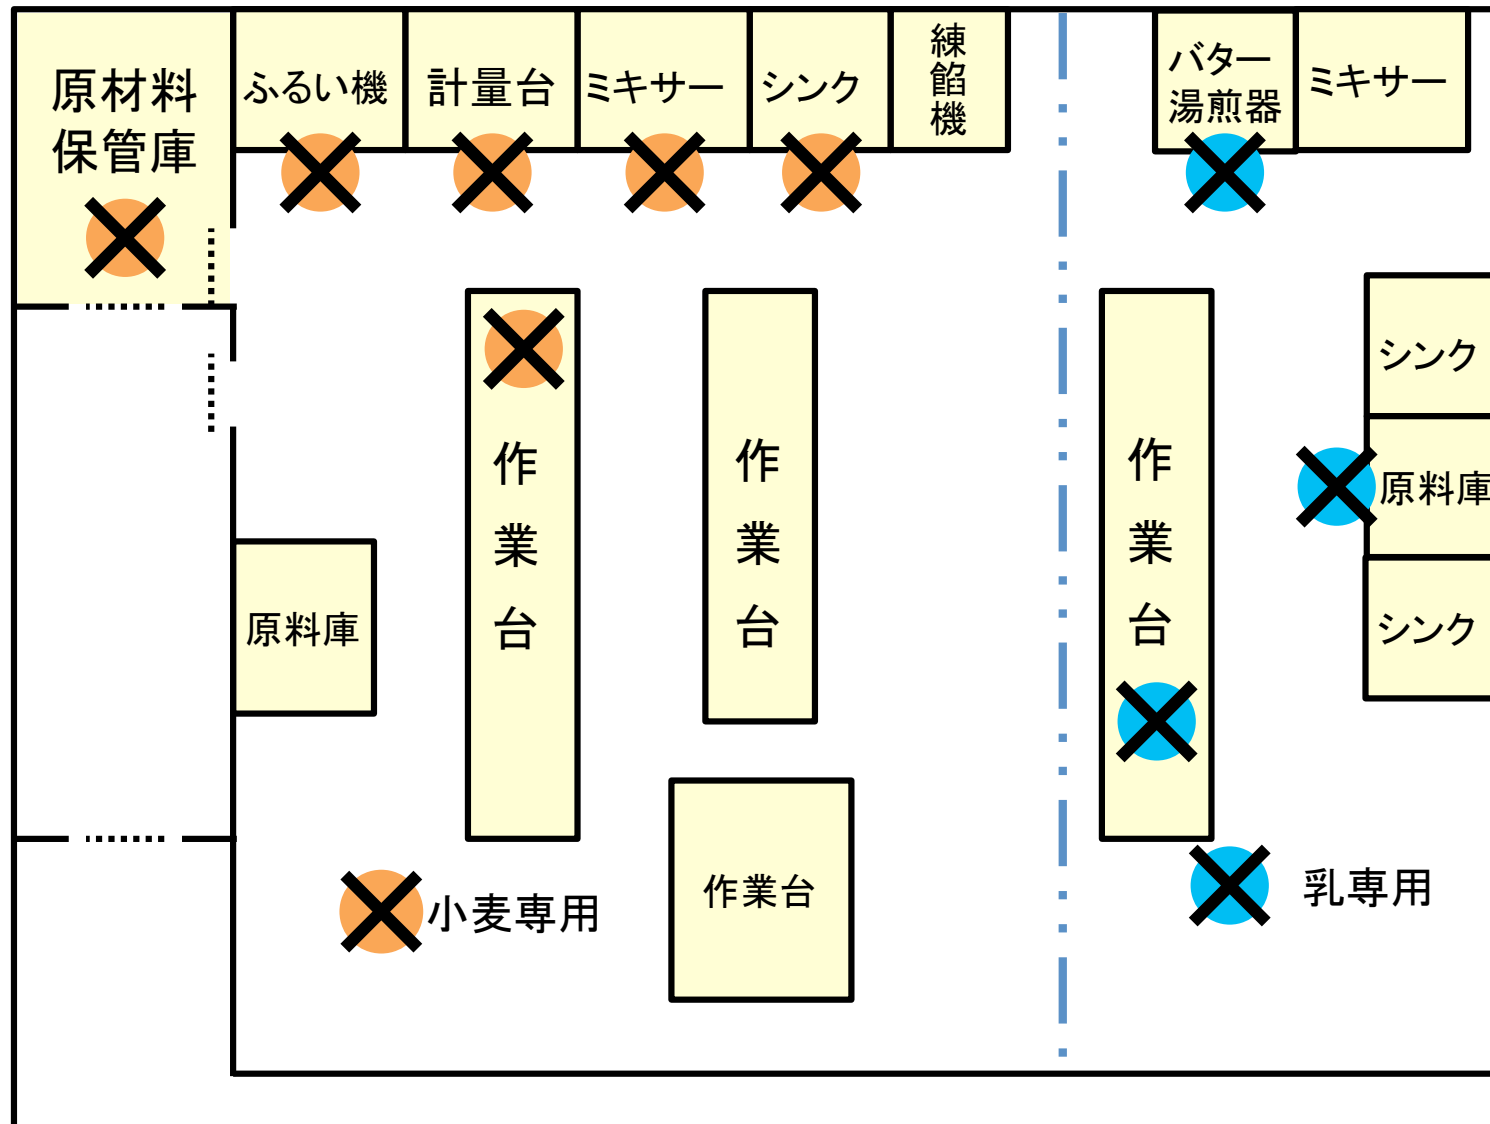 原材料
保管庫
ふるい機
計量台
ミキサー
シンク
練餡機
バター
湯煎器
ミキサー
作業台
作業台
作業台
シンク
原料庫
シンク
原料庫
作業台
小麦専用
乳専用